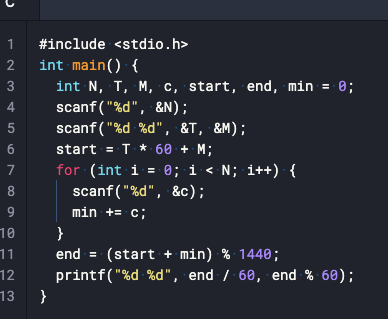 C
1 #include <stdio.h>
2 int main() {
3 int N, T, M, c, start, end, min = 0;
4 scanf("%d", &N);
5 scanf("%d %d", &T, &M);
6 start = T * 60 + M;
7 for (int i = 0; i < N; i++) {
8 scanf("%d", &c);
9 min += c;
10 }
11 end = (start + min) % 1440;
12 printf("%d %d", end / 60, end % 60);
13 }